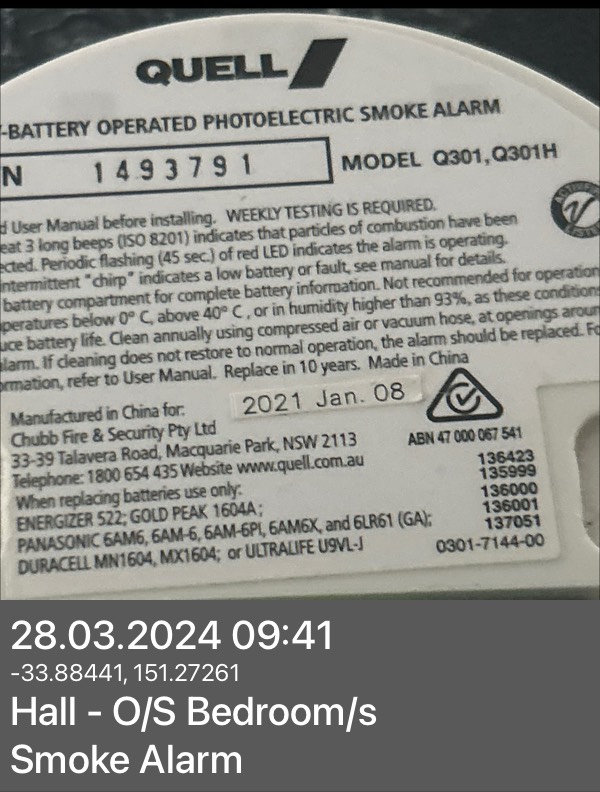 QUELL
-BATTERY OPERATED PHOTOELECTRIC SMOKE ALARM
N 1493791 MODEL Q301, Q301H
d User Manual before installing. WEEKLY TESTING IS REQUIRED.
eat 3 long beeps (ISO 8201) indicates that particles of combustion have been
cted. Periodic flashing (45 sec.) of red LED indicates the alarm is operating.
ntermittent "chirp" indicates a low battery or fault, see manual for details.
battery compartment for complete battery information. Not recommended for operation
peratures below 0° C, above 40° C, or in humidity higher than 93%, as these conditions
uce battery life. Clean annually using compressed air or vacuum hose, at openings aroun
larm. If cleaning does not restore to normal operation, the alarm should be replaced. Fo
ormation, refer to User Manual. Replace in 10 years. Made in China
Manufactured in China for: 2021 Jan. 08
Chubb Fire & Security Pty Ltd
33-39 Talavera Road, Macquarie Park, NSW 2113 ABN 47 000 067 541
Telephone: 1800 654 435 Website www.quell.com.au 136423
When replacing batteries use only: 135999
ENERGIZER 522; GOLD PEAK 1604A; 136000
136001
PANASONIC 6AM6, 6AM-6, 6AM-6PI, 6AM6X, and 6LR61 (GA); 137051
DURACELL MN1604, MX1604; or ULTRALIFE U9VL-J 0301-7144-00
28.03.2024 09:41
-33.88441, 151.27261
Hall - O/S Bedroom/s
Smoke Alarm